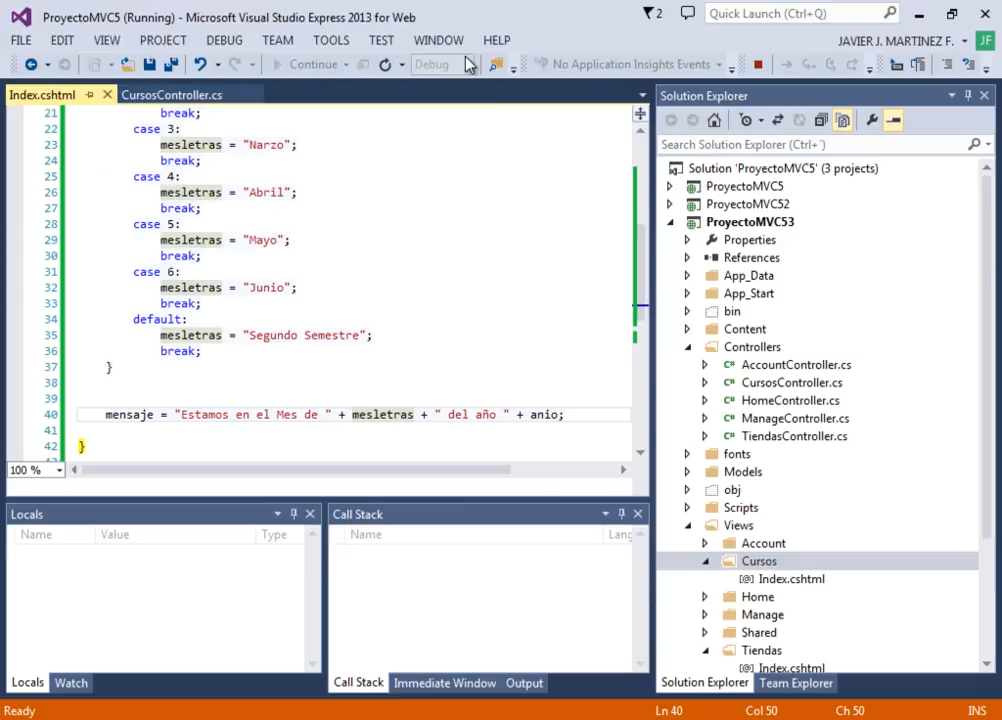 ProyectoMVC5 (Running) - Microsoft Visual Studio Express 2013 for Web
2
Quick Launch (Ctrl+Q)
FILE EDIT VIEW PROJECT DEBUG TEAM TOOLS TEST WINDOW HELP
JAVIER J. MARTINEZ F.
JF
Continue
Debug
No Application Insights Events
Index.cshtml
CursosController.cs
21 break;
22 case 3:
23 mesletras = "Narzo";
24 break;
25 case 4:
26 mesletras = "Abril";
27 break;
28 case 5:
29 mesletras = "Mayo";
30 break;
31 case 6:
32 mesletras = "Junio";
33 break;
34 default:
35 mesletras = "Segundo Semestre";
36 break;
37 }
38
39
40 mensaje = "Estamos en el Mes de " + mesletras + " del año " + anio;
41
42 }
100 %
Locals
Name Value Type
Locals Watch
Call Stack
Name Lang
Call Stack Immediate Window Output
Solution Explorer
Search Solution Explorer (Ctrl+`)
Solution 'ProyectoMVC5' (3 projects)
ProyectoMVC5
ProyectoMVC52
ProyectoMVC53
Properties
References
App_Data
App_Start
bin
Content
Controllers
C# AccountController.cs
C# CursosController.cs
C# HomeController.cs
C# ManageController.cs
C# TiendasController.cs
fonts
Models
obj
Scripts
Views
Account
Cursos
[@] Index.cshtml
Home
Manage
Shared
Tiendas
[@] Index.cshtml
Solution Explorer Team Explorer
Ready
Ln 40 Col 50 Ch 50 INS